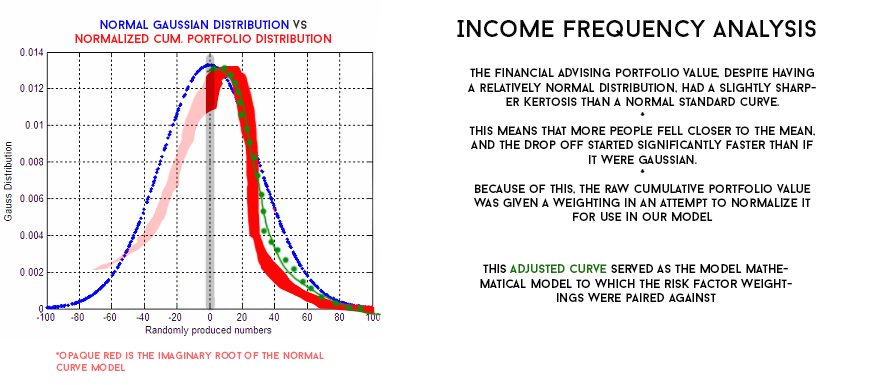 NORMAL GAUSSIAN DISTRIBUTION VS
NORMALIZED CUM. PORTFOLIO DISTRIBUTION
0.014
0.012
0.01
0.008
0.006
0.004
0.002
0
Gauss Distribution
-100 -80 -60 -40 -20 0 20 40 60 80 100
Randomly produced numbers
*OPAQUE RED IS THE IMAGINARY ROOT OF THE NORMAL
CURVE MODEL
INCOME FREQUENCY ANALYSIS
THE FINANCIAL ADVISING PORTFOLIO VALUE, DESPITE HAVING
A RELATIVELY NORMAL DISTRIBUTION, HAD A SLIGHTLY SHARP-
ER KERTOSIS THAN A NORMAL STANDARD CURVE.
*
THIS MEANS THAT MORE PEOPLE FELL CLOSER TO THE MEAN,
AND THE DROP OFF STARTED SIGNIFICANTLY FASTER THAN IF
IT WERE GAUSSIAN.
*
BECAUSE OF THIS, THE RAW CUMULATIVE PORTFOLIO VALUE
WAS GIVEN A WEIGHTING IN AN ATTEMPT TO NORMALIZE IT
FOR USE IN OUR MODEL
THIS ADJUSTED CURVE SERVED AS THE MODEL MATHE-
MATICAL MODEL TO WHICH THE RISK FACTOR WEIGHT-
INGS WERE PAIRED AGAINST